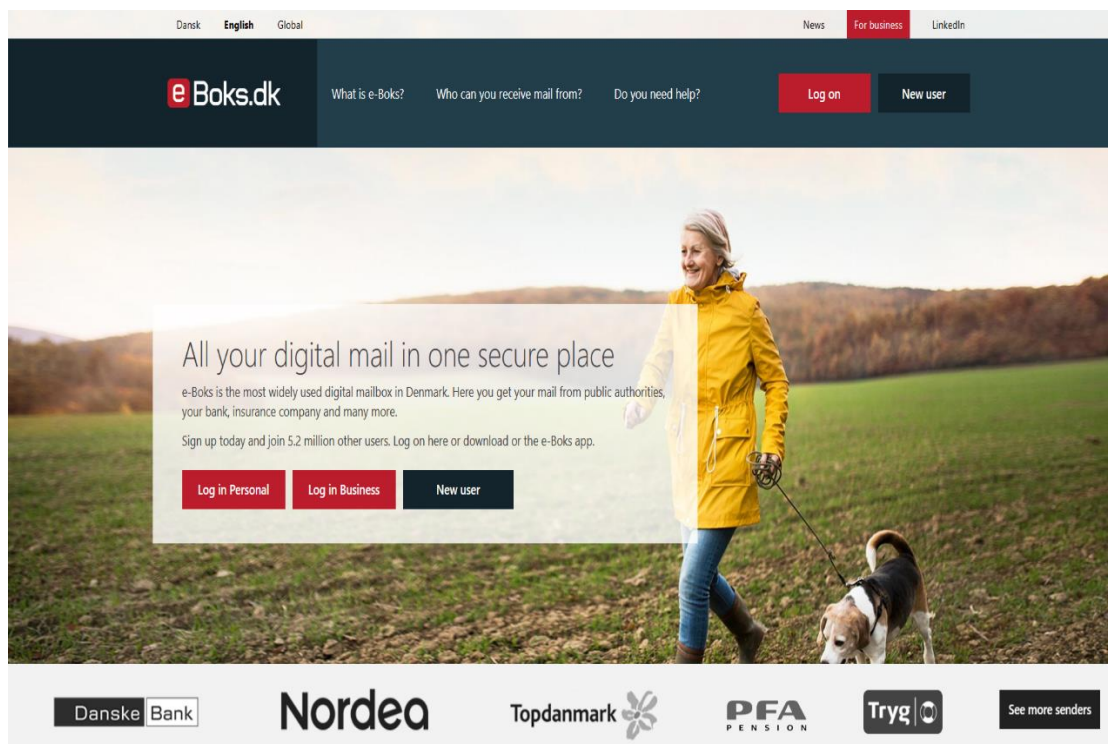 Dansk English Global News For business LinkedIn
e Boks.dk What is e-Boks? Who can you receive mail from? Do you need help? Log on New user
All your digital mail in one secure place
e-Boks is the most widely used digital mailbox in Denmark. Here you get your mail from public authorities,
your bank, insurance company and many more.
Sign up today and join 5.2 million other users. Log on here or download or the e-Boks app.
Log in Personal Log in Business New user
Danske Bank Nordea Topdanmark PFA PENSION Tryg See more senders